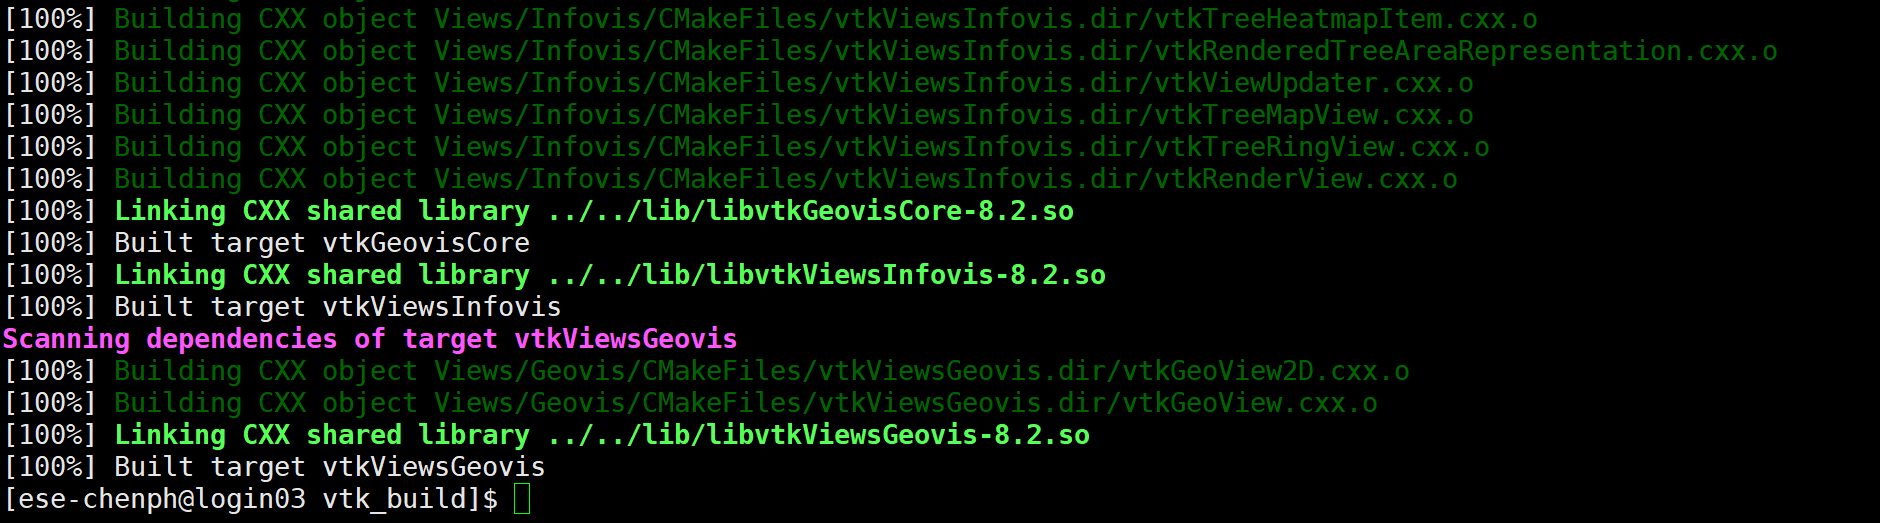 [100%] Building CXX object Views/Infovis/CMakeFiles/vtkViewsInfovis.dir/vtkTreeHeatmapItem.cxx.o
[100%] Building CXX object Views/Infovis/CMakeFiles/vtkViewsInfovis.dir/vtkRenderedTreeAreaRepresentation.cxx.o
[100%] Building CXX object Views/Infovis/CMakeFiles/vtkViewsInfovis.dir/vtkViewUpdater.cxx.o
[100%] Building CXX object Views/Infovis/CMakeFiles/vtkViewsInfovis.dir/vtkTreeMapView.cxx.o
[100%] Building CXX object Views/Infovis/CMakeFiles/vtkViewsInfovis.dir/vtkTreeRingView.cxx.o
[100%] Building CXX object Views/Infovis/CMakeFiles/vtkViewsInfovis.dir/vtkRenderView.cxx.o
[100%] Linking CXX shared library ../../lib/libvtkGeovisCore-8.2.so
[100%] Built target vtkGeovisCore
[100%] Linking CXX shared library ../../lib/libvtkViewsInfovis-8.2.so
[100%] Built target vtkViewsInfovis
Scanning dependencies of target vtkViewsGeovis
[100%] Building CXX object Views/Geovis/CMakeFiles/vtkViewsGeovis.dir/vtkGeoView2D.cxx.o
[100%] Building CXX object Views/Geovis/CMakeFiles/vtkViewsGeovis.dir/vtkGeoView.cxx.o
[100%] Linking CXX shared library ../../lib/libvtkViewsGeovis-8.2.so
[100%] Built target vtkViewsGeovis
[ese-chenph@login03 vtk_build]$